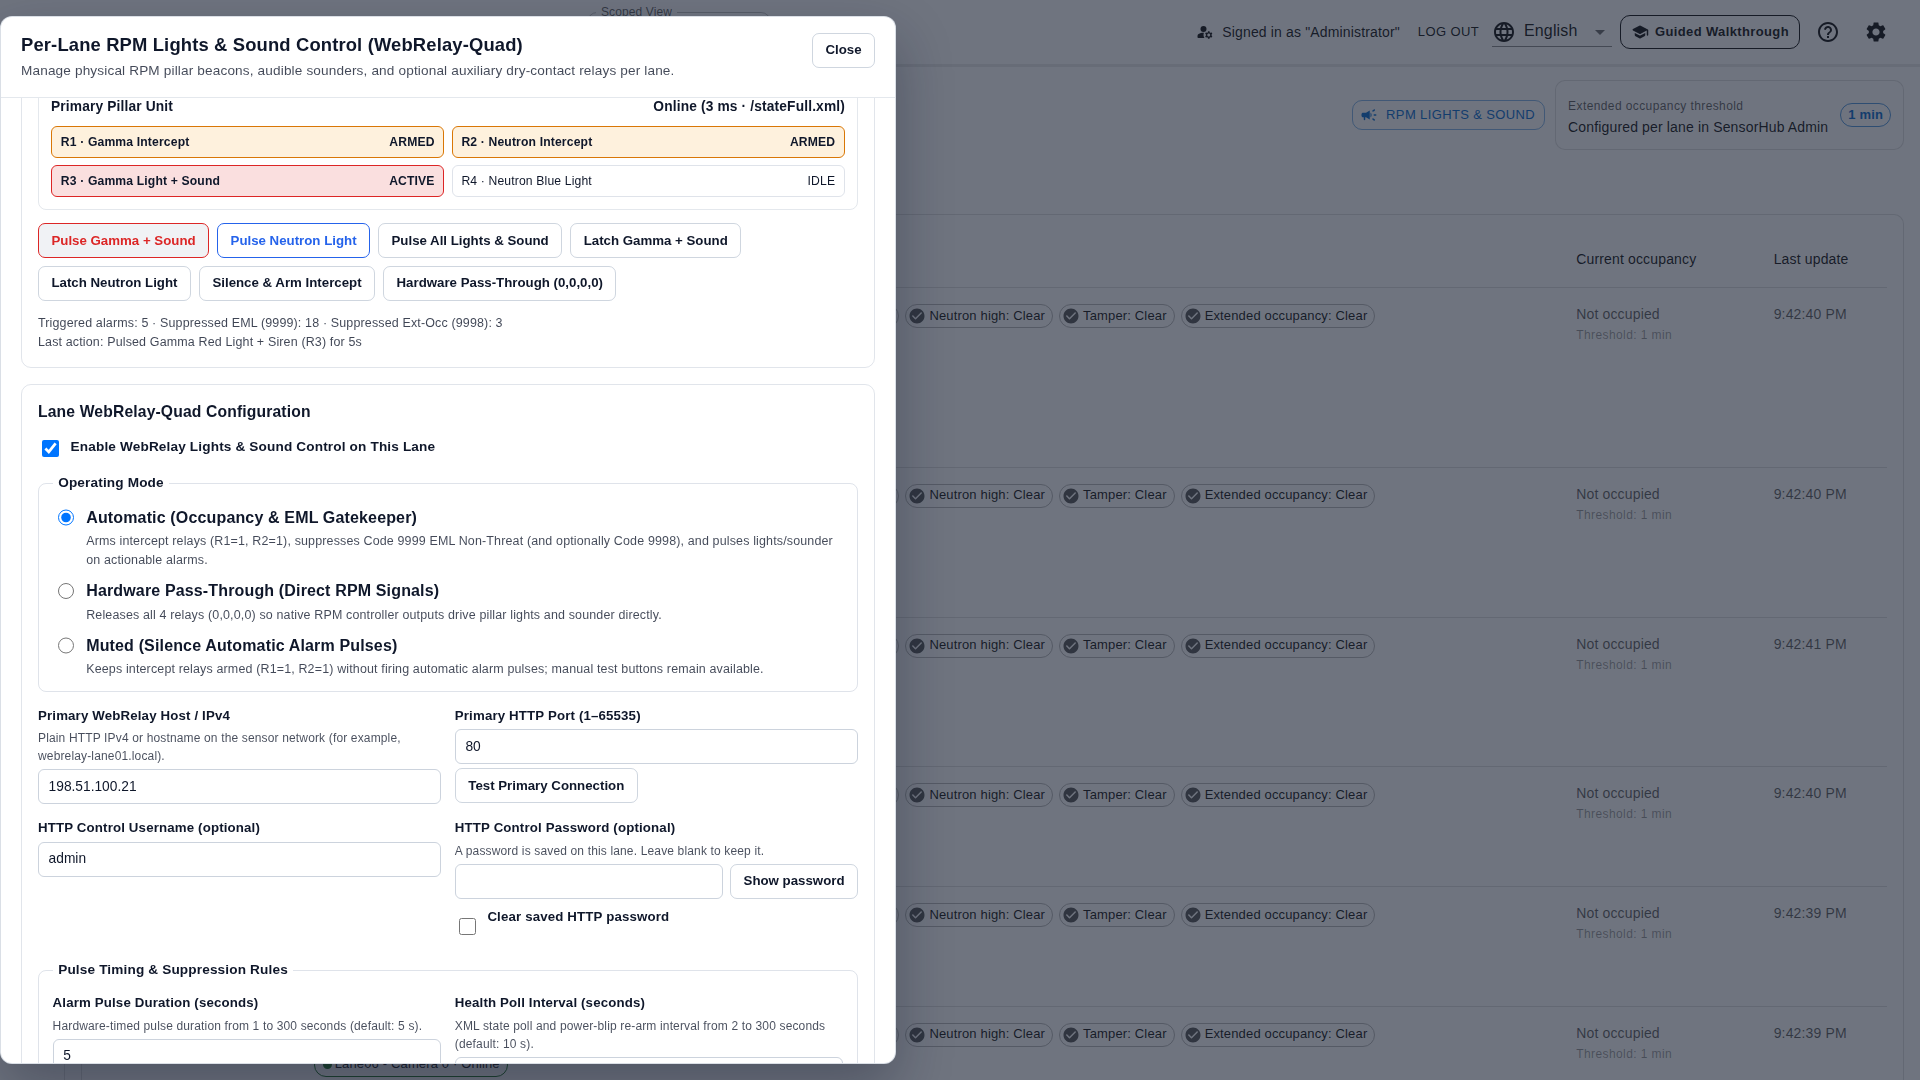 Scoped View
Signed in as "Administrator"
LOG OUT
English
Guided Walkthrough
Per-Lane RPM Lights & Sound Control (WebRelay-Quad)
Manage physical RPM pillar beacons, audible sounders, and optional auxiliary dry-contact relays per lane.
Close
RPM LIGHTS & SOUND
Extended occupancy threshold
Configured per lane in SensorHub Admin
1 min
Primary Pillar Unit
Online (3 ms · /stateFull.xml)
R1 · Gamma Intercept ARMED
R2 · Neutron Intercept ARMED
R3 · Gamma Light + Sound ACTIVE
R4 · Neutron Blue Light IDLE
Pulse Gamma + Sound
Pulse Neutron Light
Pulse All Lights & Sound
Latch Gamma + Sound
Latch Neutron Light
Silence & Arm Intercept
Hardware Pass-Through (0,0,0,0)
Triggered alarms: 5 · Suppressed EML (9999): 18 · Suppressed Ext-Occ (9998): 3
Last action: Pulsed Gamma Red Light + Siren (R3) for 5s
Lane WebRelay-Quad Configuration
Enable WebRelay Lights & Sound Control on This Lane
Operating Mode
Automatic (Occupancy & EML Gatekeeper)
Arms intercept relays (R1=1, R2=1), suppresses Code 9999 EML Non-Threat (and optionally Code 9998), and pulses lights/sounder
on actionable alarms.
Hardware Pass-Through (Direct RPM Signals)
Releases all 4 relays (0,0,0,0) so native RPM controller outputs drive pillar lights and sounder directly.
Muted (Silence Automatic Alarm Pulses)
Keeps intercept relays armed (R1=1, R2=1) without firing automatic alarm pulses; manual test buttons remain available.
Primary WebRelay Host / IPv4
Plain HTTP IPv4 or hostname on the sensor network (for example,
webrelay-lane01.local).
198.51.100.21
Primary HTTP Port (1–65535)
80
Test Primary Connection
HTTP Control Username (optional)
admin
HTTP Control Password (optional)
A password is saved on this lane. Leave blank to keep it.
Show password
Clear saved HTTP password
Pulse Timing & Suppression Rules
Alarm Pulse Duration (seconds)
Hardware-timed pulse duration from 1 to 300 seconds (default: 5 s).
5
Health Poll Interval (seconds)
XML state poll and power-blip re-arm interval from 2 to 300 seconds
(default: 10 s).
Current occupancy
Last update
Neutron high: Clear Tamper: Clear Extended occupancy: Clear Not occupied 9:42:40 PM
Threshold: 1 min
Neutron high: Clear Tamper: Clear Extended occupancy: Clear Not occupied 9:42:40 PM
Threshold: 1 min
Neutron high: Clear Tamper: Clear Extended occupancy: Clear Not occupied 9:42:41 PM
Threshold: 1 min
Neutron high: Clear Tamper: Clear Extended occupancy: Clear Not occupied 9:42:40 PM
Threshold: 1 min
Neutron high: Clear Tamper: Clear Extended occupancy: Clear Not occupied 9:42:39 PM
Threshold: 1 min
Neutron high: Clear Tamper: Clear Extended occupancy: Clear Not occupied 9:42:39 PM
Threshold: 1 min